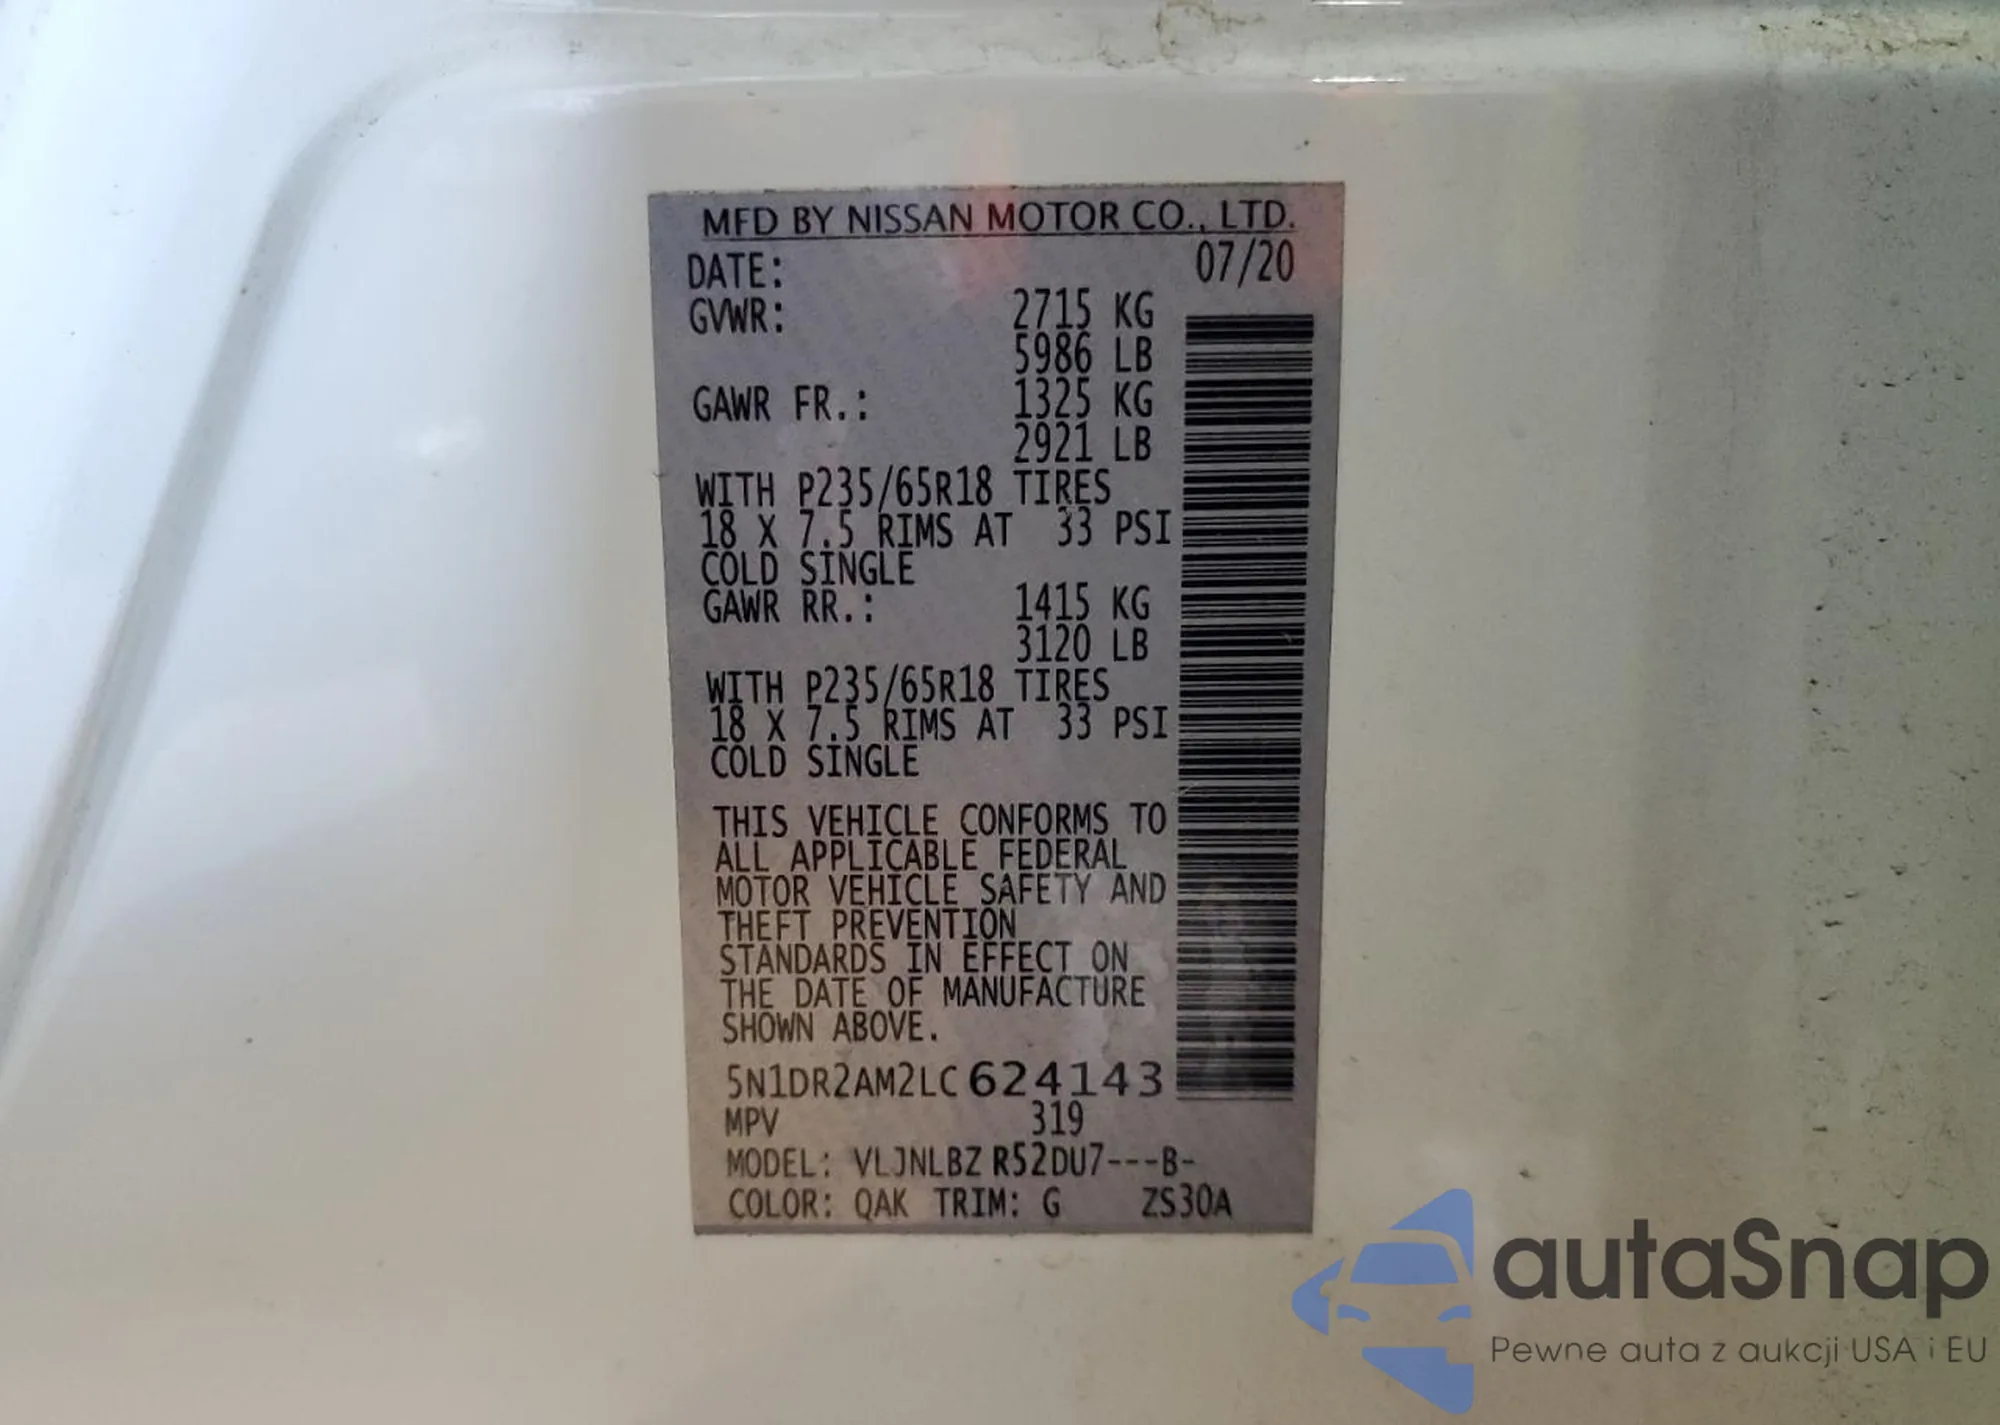 MFD BY NISSAN MOTOR CO., LTD.
DATE: 07/20
GVWR: 2715 KG
5986 LB
GAWR FR.: 1325 KG
2921 LB
WITH P235/65R18 TIRES
18 X 7.5 RIMS AT 33 PSI
COLD SINGLE
GAWR RR.: 1415 KG
3120 LB
WITH P235/65R18 TIRES
18 X 7.5 RIMS AT 33 PSI
COLD SINGLE
THIS VEHICLE CONFORMS TO
ALL APPLICABLE FEDERAL
MOTOR VEHICLE SAFETY AND
THEFT PREVENTION
STANDARDS IN EFFECT ON
THE DATE OF MANUFACTURE
SHOWN ABOVE.
5N1DR2AM2LC624143
MPV 319
MODEL: VLJNLBZ R52DU7---B-
COLOR: QAK TRIM: G ZS30A
autaSnap
Pewne auta z aukcji USA i EU